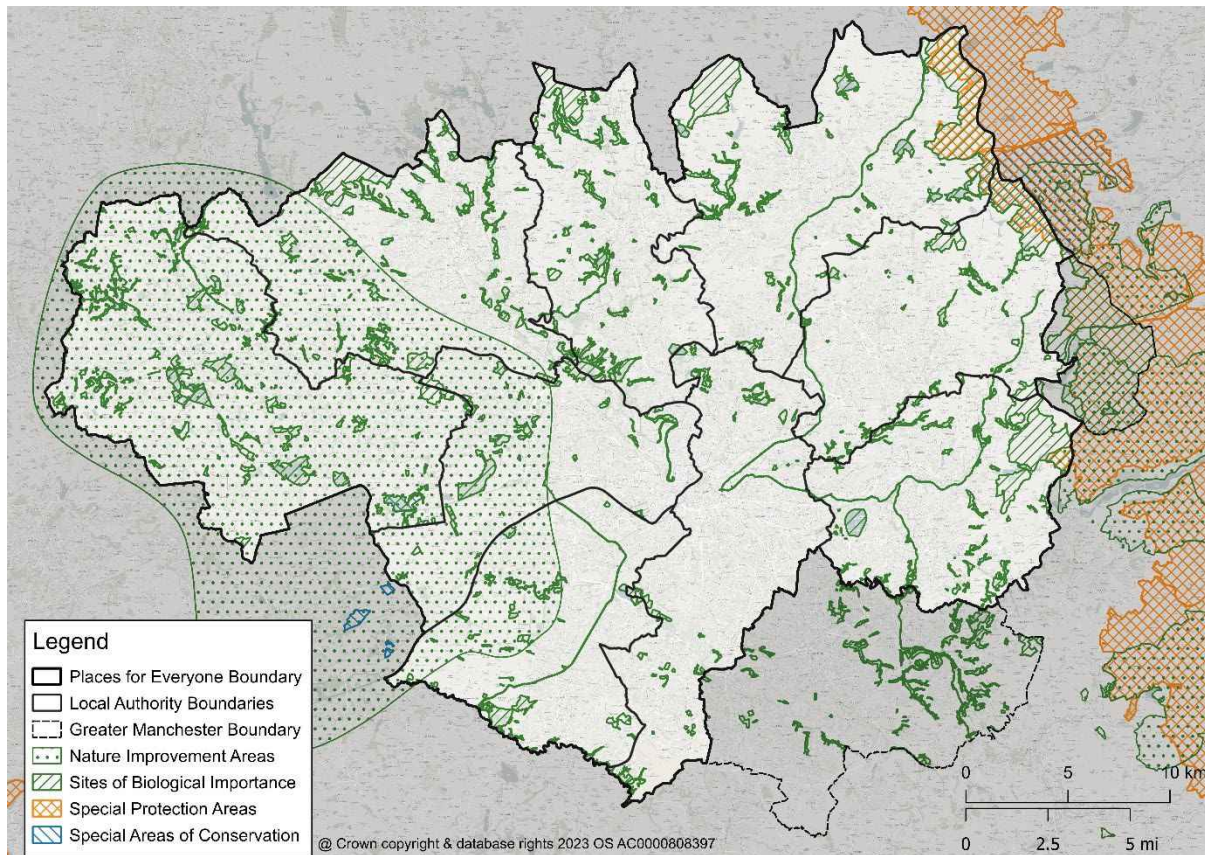 Legend
Places for Everyone Boundary
Local Authority Boundaries
Greater Manchester Boundary
Nature Improvement Areas
Sites of Biological Importance
Special Protection Areas
Special Areas of Conservation
@ Crown copyright & database rights 2023 OS AC0000808397
0 5 10 km
0 2.5 5 mi